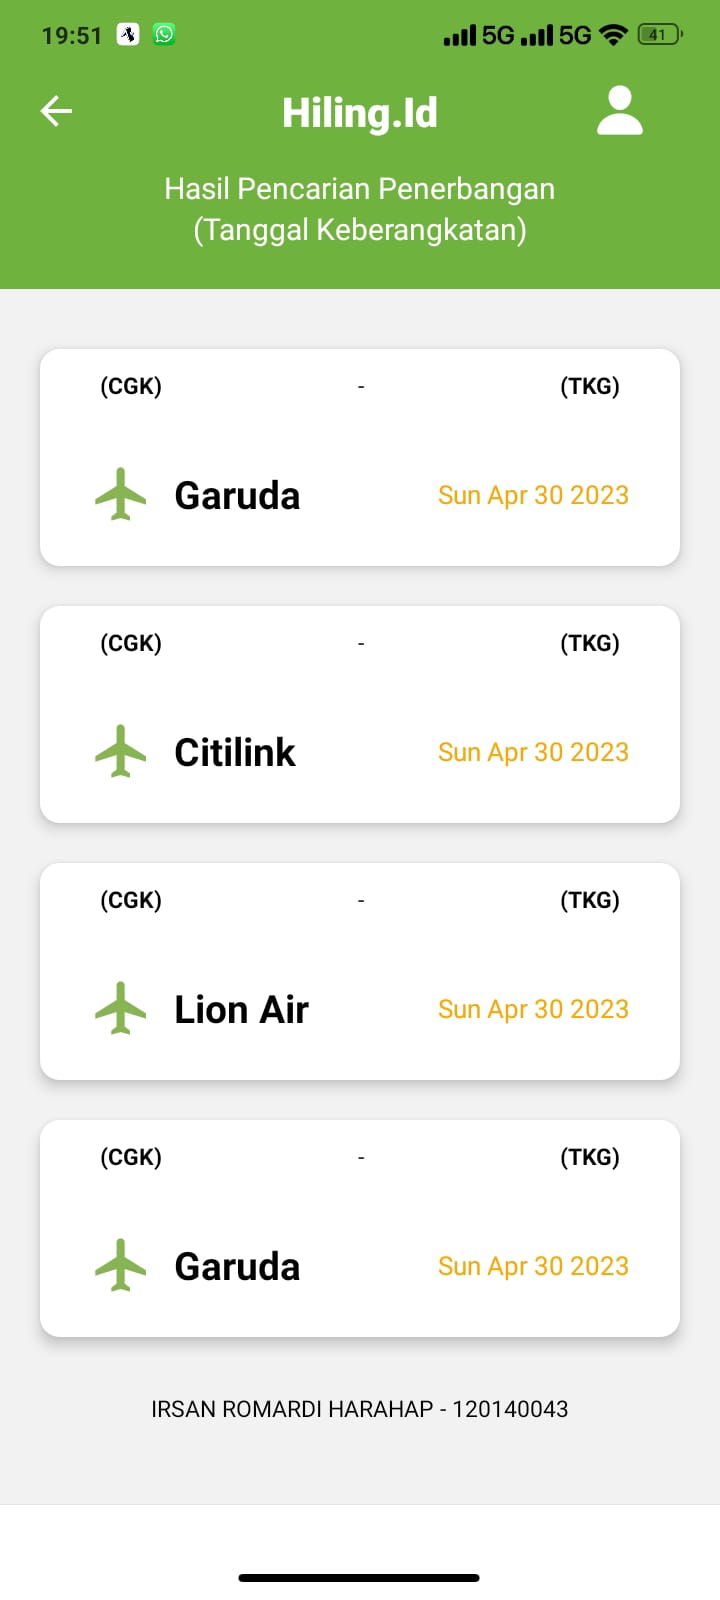 19:51 5G 5G 41
Hiling.Id
Hasil Pencarian Penerbangan
(Tanggal Keberangkatan)
(CGK) - (TKG)
Garuda Sun Apr 30 2023
(CGK) - (TKG)
Citilink Sun Apr 30 2023
(CGK) - (TKG)
Lion Air Sun Apr 30 2023
(CGK) - (TKG)
Garuda Sun Apr 30 2023
IRSAN ROMARDI HARAHAP - 120140043